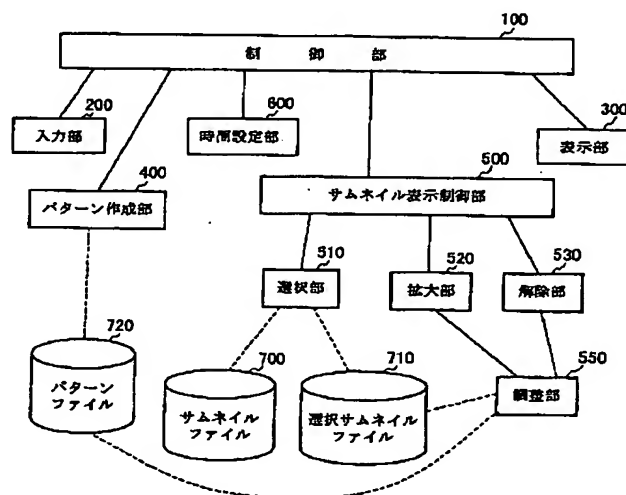 100
制御部
200
入力部
600
時間設定部
300
表示部
400
パターン作成部
500
サムネイル表示制御部
510
選択部
520
拡大部
530
解除部
720
パターン
ファイル
700
サムネイル
ファイル
710
選択サムネイル
ファイル
550
調整部